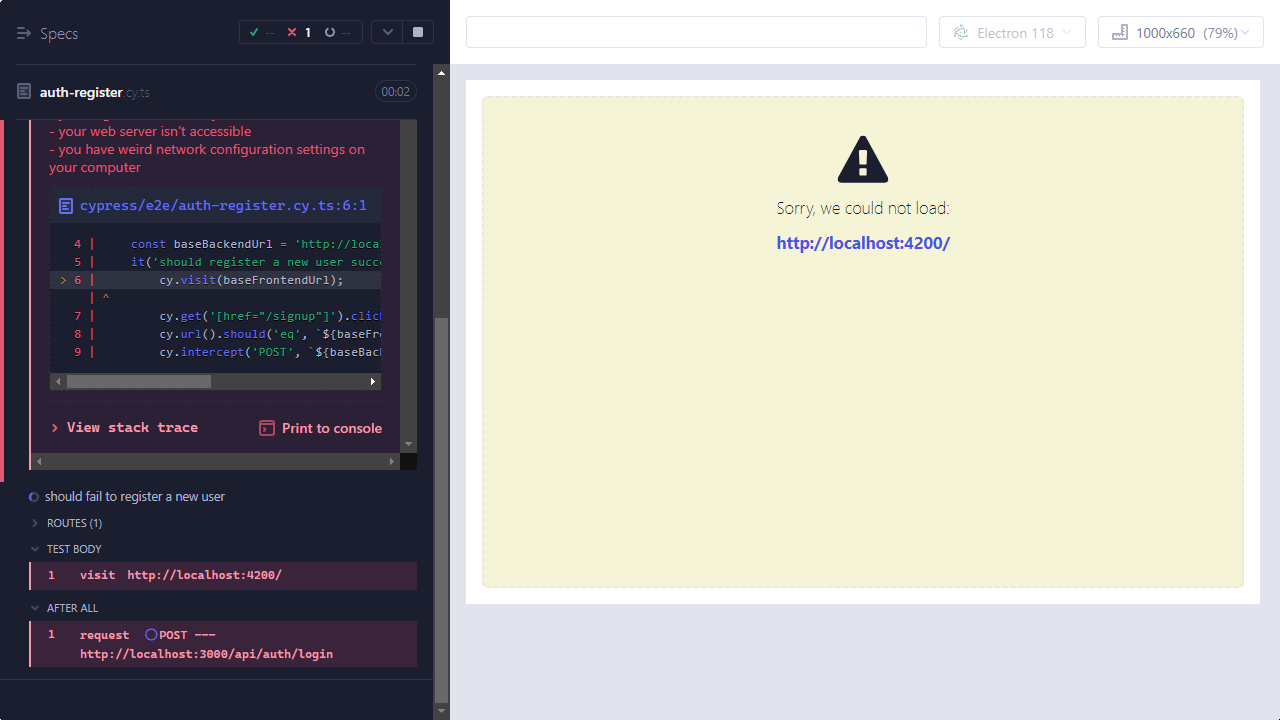 Specs
-- 1 --
Electron 118
1000x660 (79%)
auth-register.cy.ts
00:02
- your web server isn't accessible
- you have weird network configuration settings on
your computer
cypress/e2e/auth-register.cy.ts:6:1
4 | const baseBackendUrl = 'http://local
5 | it('should register a new user succe
> 6 | cy.visit(baseFrontendUrl);
| ^
7 | cy.get('[href="/signup"]').click
8 | cy.url().should('eq', `${baseFro
9 | cy.intercept('POST', `${baseBack
View stack trace
Print to console
should fail to register a new user
ROUTES (1)
TEST BODY
1 visit http://localhost:4200/
AFTER ALL
1 request POST ---
http://localhost:3000/api/auth/login
Sorry, we could not load:
http://localhost:4200/